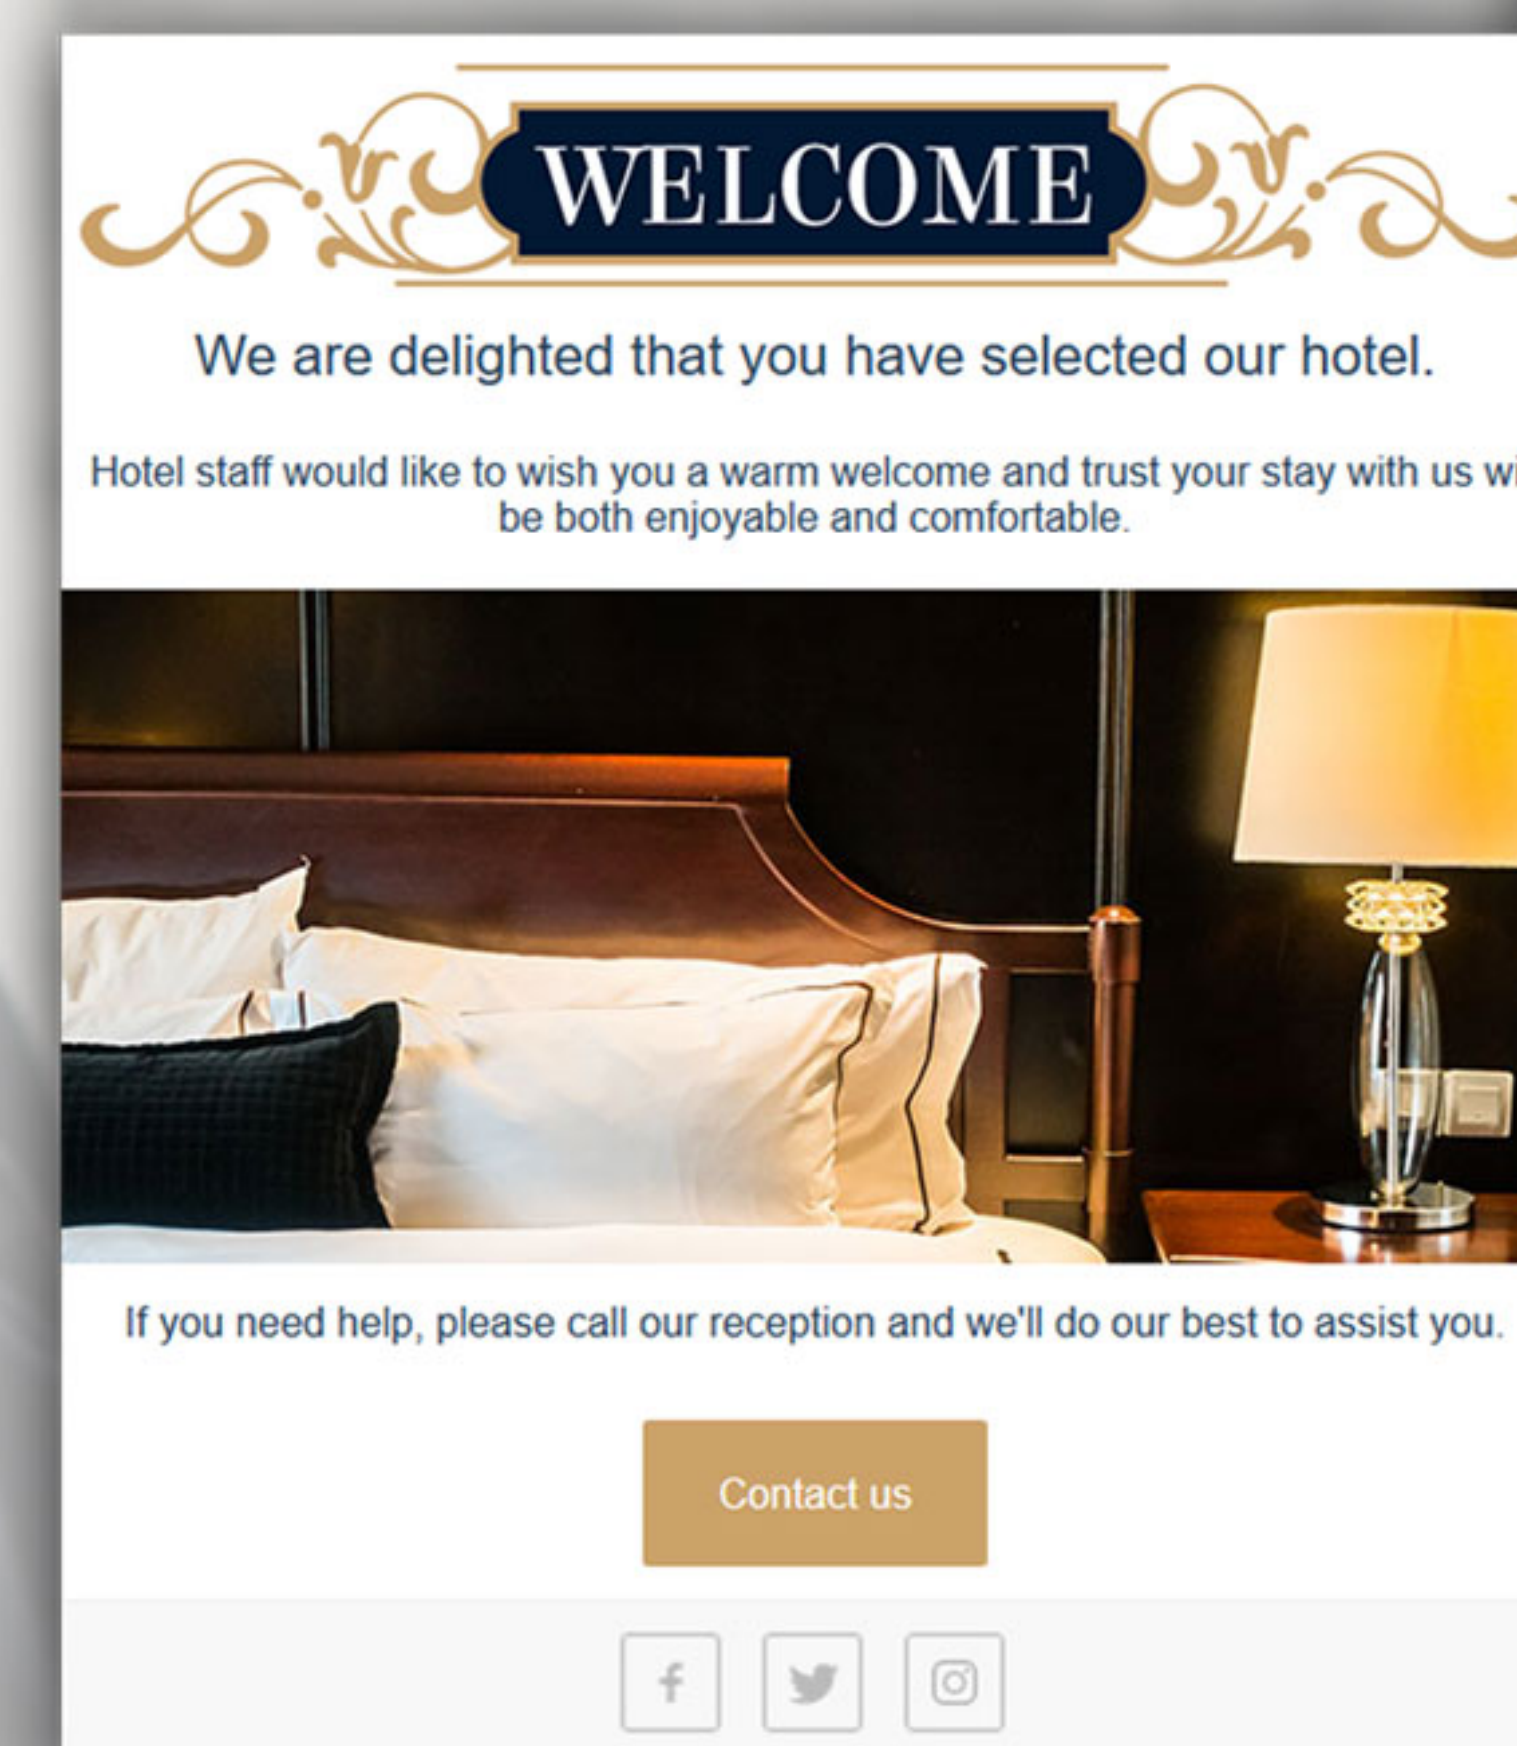 WELCOME
We are delighted that you have selected our hotel.
Hotel staff would like to wish you a warm welcome and trust your stay with us
be both enjoyable and comfortable.
If you need help, please call our reception and we'll do our best to assist you.
Contact us